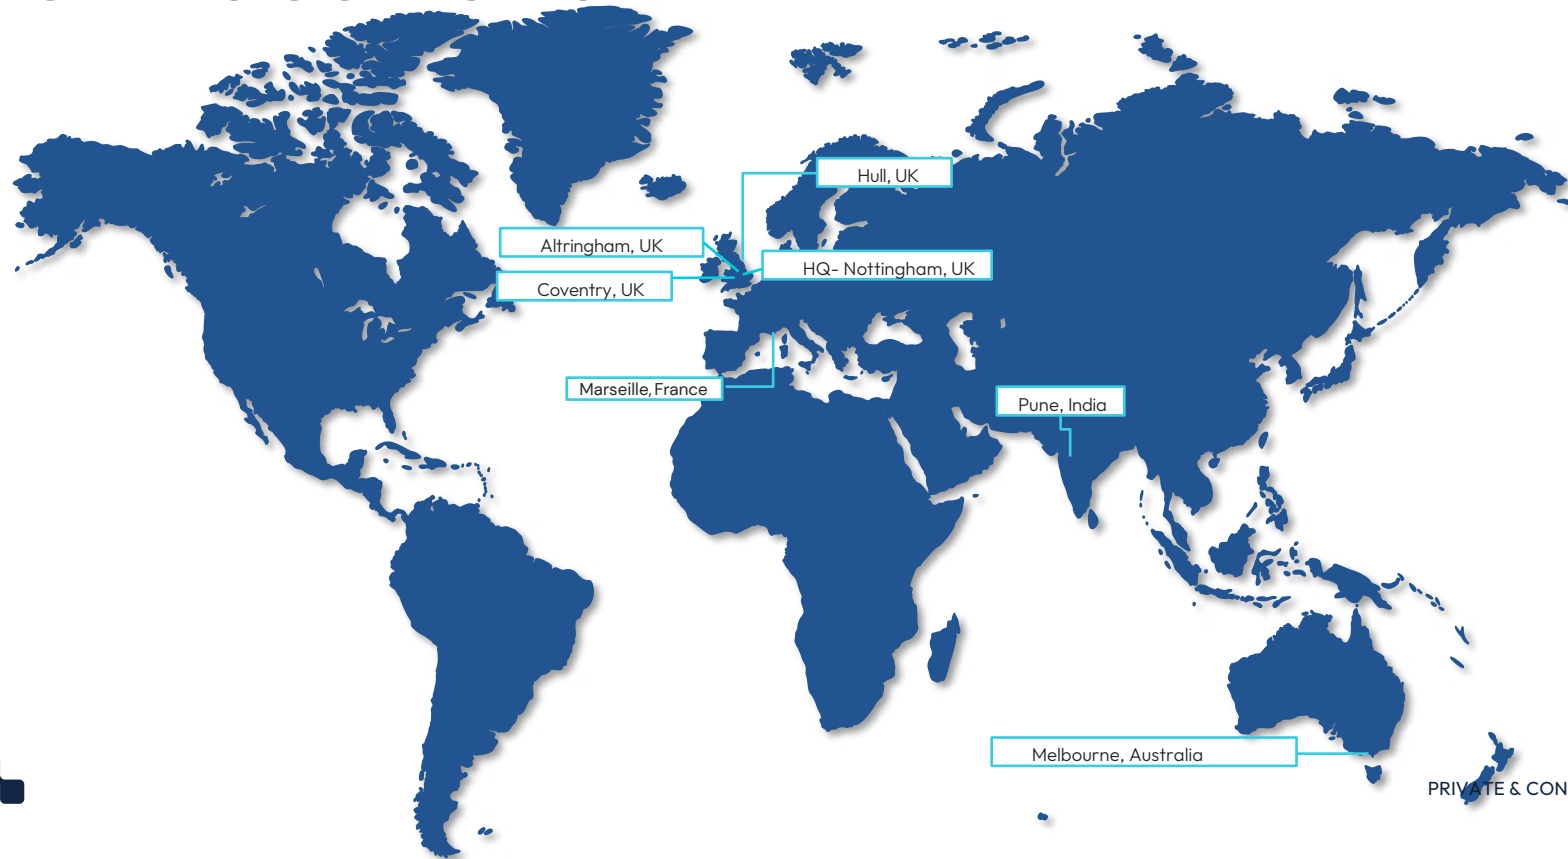 Hull, UK
Altringham, UK
HQ- Nottingham, UK
Coventry, UK
Marseille, France
Pune, India
Melbourne, Australia
PRIVATE & CON